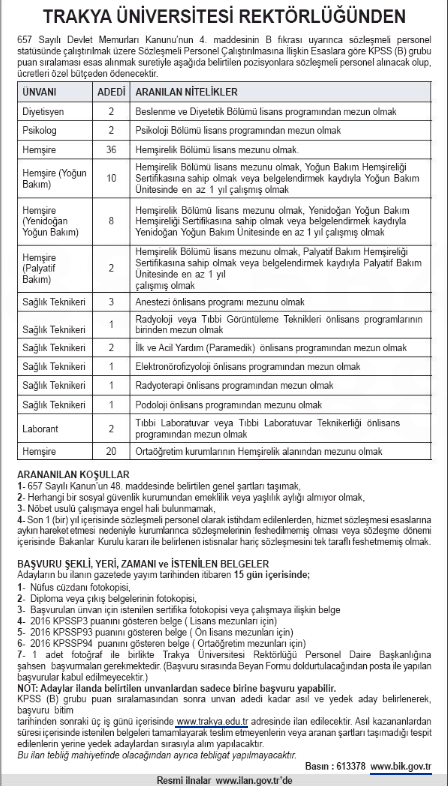 TRAKYA ÜNİVERSİTESİ REKTÖRLÜĞÜNDEN
657 Sayılı Devlet Memurları Kanunu'nun 4. maddesinin B fıkrası uyarınca sözleşmeli personel
statüsünde çalıştırılmak üzere Sözleşmeli Personel Çalıştırılmasına İlişkin Esaslara göre KPSS (B) grubu
puan sıralaması esas alınmak suretiyle aşağıda belirtilen pozisyonlara sözleşmeli personel alınacak olup,
ücretleri özel bütçeden ödenecektir.
ÜNVANI ADEDİ ARANILAN NİTELİKLER
Diyetisyen 2 Beslenme ve Diyetetik Bölümü lisans programından mezun olmak
Psikolog 2 Psikoloji Bölümü lisans programından mezun olmak
Hemşire 36 Hemşirelik Bölümü lisans mezunu olmak.
Hemşire (Yoğun Bakım) 10 Hemşirelik Bölümü lisans mezunu olmak, Yoğun Bakım Hemşireliği
Sertifikasına sahip olmak veya belgelendirmek kaydıyla Yoğun Bakım
Ünitesinde en az 1 yıl çalışmış olmak
Hemşire (Yenidoğan Yoğun Bakım) 8 Hemşirelik Bölümü lisans mezunu olmak, Yenidoğan Yoğun Bakım
Hemşireliği Sertifikasına sahip olmak veya belgelendirmek kaydıyla
Yenidoğan Yoğun Bakım Ünitesinde en az 1 yıl çalışmış olmak
Hemşire (Palyatif Bakım) 2 Hemşirelik Bölümü lisans mezunu olmak, Palyatif Bakım Hemşireliği
Sertifikasına sahip olmak veya belgelendirmek kaydıyla Palyatif Bakım
Ünitesinde en az 1 yıl
çalışmış olmak
Sağlık Teknikeri 3 Anestezi önlisans programı mezunu olmak
Sağlık Teknikeri 1 Radyoloji veya Tıbbi Görüntüleme Teknikleri önlisans programlarının
birinden mezun olmak
Sağlık Teknikeri 2 İlk ve Acil Yardım (Paramedik) önlisans programından mezun olmak
Sağlık Teknikeri 1 Elektronörofizyoloji önlisans programından mezun olmak
Sağlık Teknikeri 1 Radyoterapi önlisans programından mezun olmak
Sağlık Teknikeri 1 Podoloji önlisans programından mezunu olmak
Laborant 2 Tıbbi Laboratuvar veya Tıbbi Laboratuvar Teknikerliği önlisans
programından mezun olmak
Hemşire 20 Ortaöğretim kurumlarının Hemşirelik alanından mezunu olmak
ARANANILAN KOŞULLAR
1- 657 Sayılı Kanun'un 48. maddesinde belirtilen genel şartları taşımak,
2- Herhangi bir sosyal güvenlik kurumundan emeklilik veya yaşlılık aylığı almıyor olmak,
3- Nöbet usulü çalışmaya engel hali bulunmamak,
4- Son 1 (bir) yıl içerisinde sözleşmeli personel olarak istihdam edilenlerden, hizmet sözleşmesi esaslarına
aykırı hareket etmesi nedeniyle kurumlarınca sözleşmelerinin feshedilmemiş olması veya sözleşme dönemi
içerisinde Bakanlar Kurulu kararı ile belirlenen istisnalar hariç sözleşmesini tek taraflı feshetmemiş olmak.
BAŞVURU ŞEKLİ, YERİ, ZAMANI ve İSTENİLEN BELGELER
Adayların bu ilanın gazetede yayım tarihinden itibaren 15 gün içerisinde;
1- Nüfus cüzdanı fotokopisi,
2- Diploma veya çıkış belgelerinin fotokopisi,
3- Başvurulan ünvan için istenilen sertifika fotokopisi veya çalışmaya ilişkin belge
4- 2016 KPSSP3 puanını gösteren belge ( Lisans mezunları için)
5- 2016 KPSSP93 puanını gösteren belge ( Ön lisans mezunları için)
6- 2016 KPSSP94 puanını gösteren belge ( Ortaöğretim mezunları için)
7- 1 adet fotoğraf ile birlikte Trakya Üniversitesi Rektörlüğü Personel Daire Başkanlığına
şahsen başvurmaları gerekmektedir. (Başvuru sırasında Beyan Formu doldurtulacağından posta ile yapılan
başvurular kabul edilmeyecektir.)
NOT: Adaylar ilanda belirtilen unvanlardan sadece birine başvuru yapabilir.
KPSS (B) grubu puan sıralamasından sonra unvan adedi kadar asıl ve yedek aday belirlenerek,
başvuru bitim
tarihinden sonraki üç iş günü içerisinde www.trakya.edu.tr adresinde ilan edilecektir. Asıl kazananlardan
süresi içerisinde istenilen belgeleri tamamlayarak teslim etmeyenlerin veya aranan şartları taşımadığı tespit
edilenlerin yerine yedek adaylardan sırasıyla alım yapılacaktır.
Bu ilan tebliğ mahiyetinde olacağından ayrıca tebligat yapılmayacaktır.
Basın : 613378 www.bik.gov.tr
Resmi ilnalar www.ilan.gov.tr'de